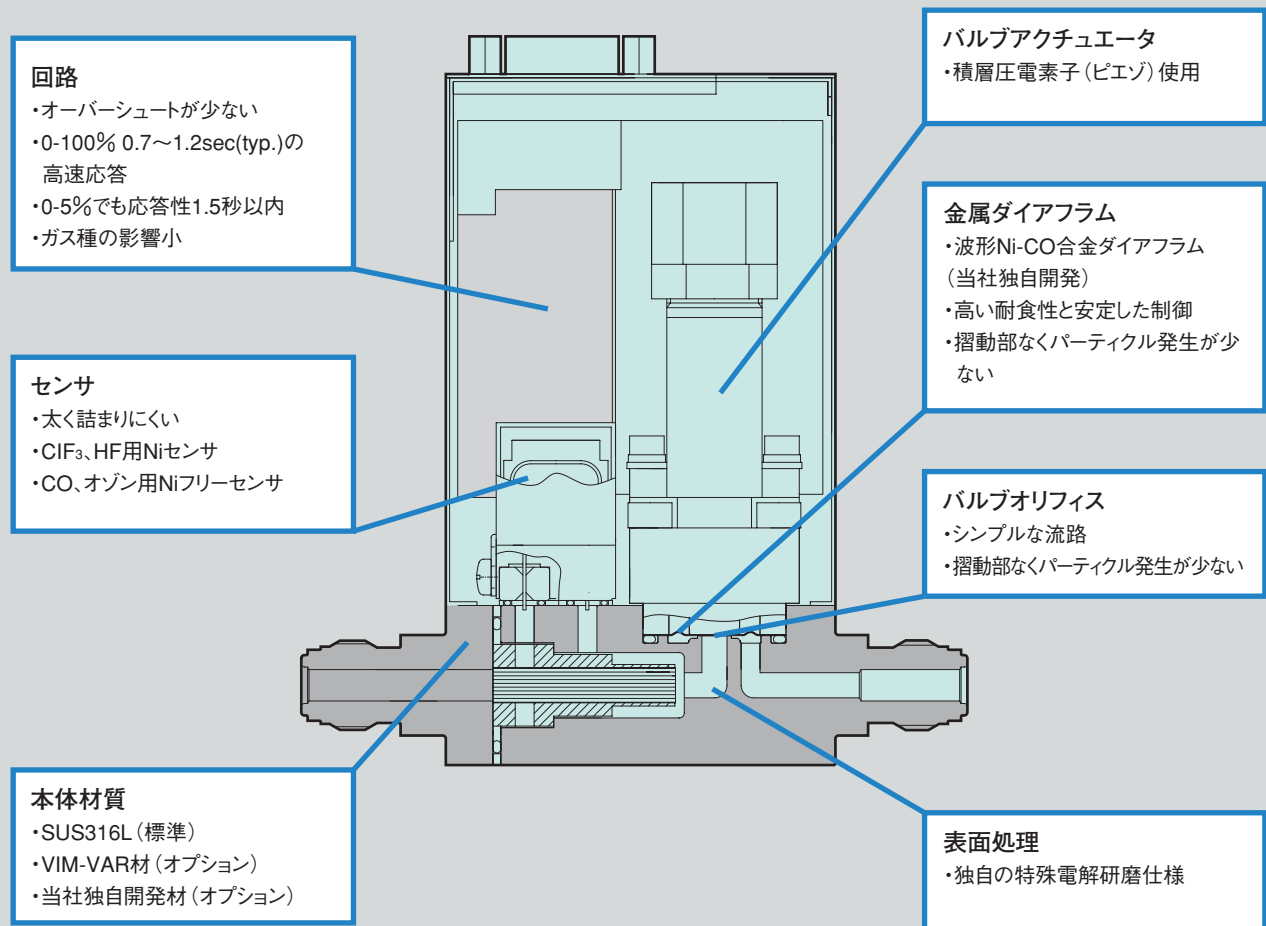 回路
・オーバーシュートが少ない
・0-100% 0.7〜1.2sec(typ.)の
高速応答
・0-5%でも応答性1.5秒以内
・ガス種の影響小
センサ
・太く詰まりにくい
・CIF₃、HF用Niセンサ
・CO、オゾン用Niフリーセンサ
本体材質
・SUS316L（標準）
・VIM-VAR材（オプション）
・当社独自開発材（オプション）
バルブアクチュエータ
・積層圧電素子（ピエゾ）使用
金属ダイアフラム
・波形Ni-CO合金ダイアフラム
（当社独自開発）
・高い耐食性と安定した制御
・摺動部なくパーティクル発生が少
ない
バルブオリフィス
・シンプルな流路
・摺動部なくパーティクル発生が少ない
表面処理
・独自の特殊電解研磨仕様